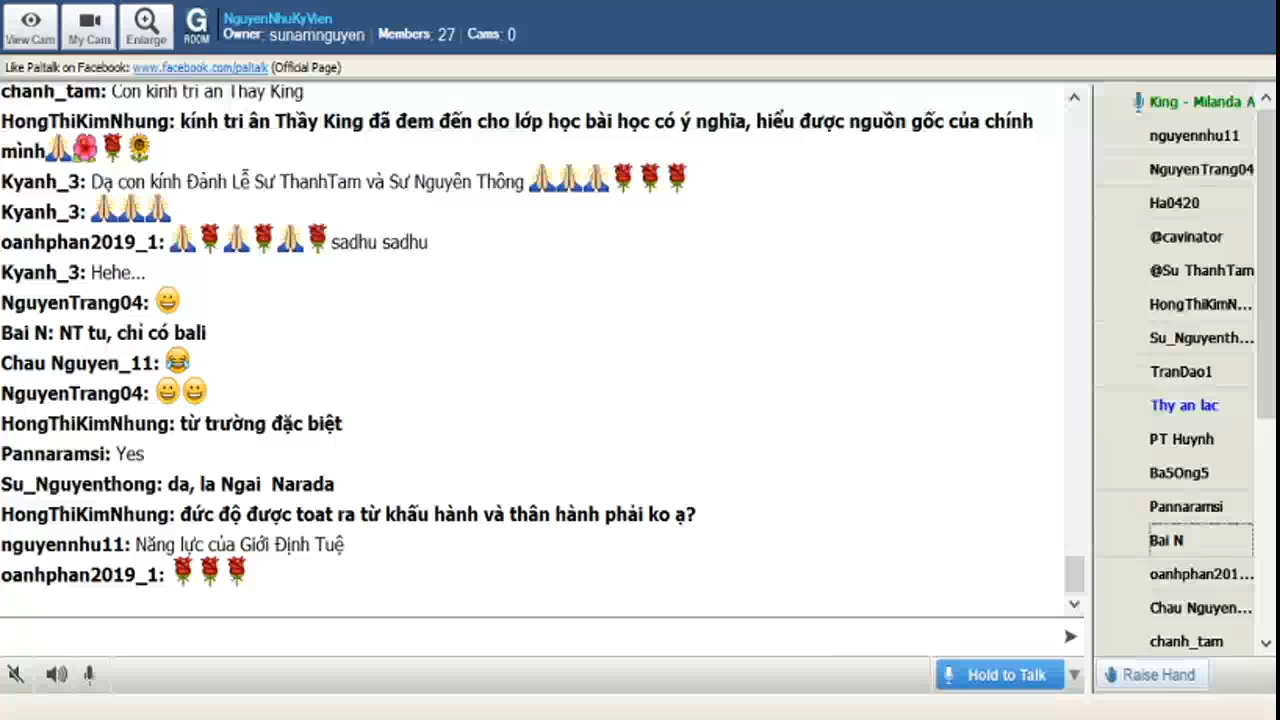 NguyenNhuKyVien
View Cam My Cam Enlarge G ROOM Owner: sunamnguyen | Members: 27 | Cams: 0
Like Paltalk on Facebook: www.facebook.com/paltalk (Official Page)
chanh_tam: Con kính tri ân Thầy King
HongThiKimNhung: kính tri ân Thầy King đã đem đến cho lớp học bài học có ý nghĩa, hiểu được nguồn gốc của chính
mình🙏🌺🌹🌻
Kyanh_3: Dạ con kính Đảnh Lễ Sư ThanhTam và Sư Nguyên Thông 🙏🙏🙏🌹🌹🌹
Kyanh_3: 🙏🙏🙏
oanhphan2019_1: 🙏🌹🙏🌹🙏🌹sadhu sadhu
Kyanh_3: Hehe...
NguyenTrang04: 😀
Bai N: NT tu, chỉ có bali
Chau Nguyen_11: 😂
NguyenTrang04: 😀😀
HongThiKimNhung: từ trường đặc biệt
Pannaramsi: Yes
Su_Nguyenthong: da, la Ngai  Narada
HongThiKimNhung: đức độ được toat ra từ khẩu hành và thân hành phải ko ạ?
nguyennhu11: Năng lực của Giới Định Tuệ
oanhphan2019_1: 🌹🌹🌹
King - Milanda A
nguyennhu11
NguyenTrang04
Ha0420
@cavinator
@Su ThanhTam
HongThiKimN...
Su_Nguyenth...
TranDao1
Thy an lac
PT Huynh
Ba5Ong5
Pannaramsi
Bai N
oanhphan201...
Chau Nguyen...
chanh_tam
Hold to Talk
Raise Hand